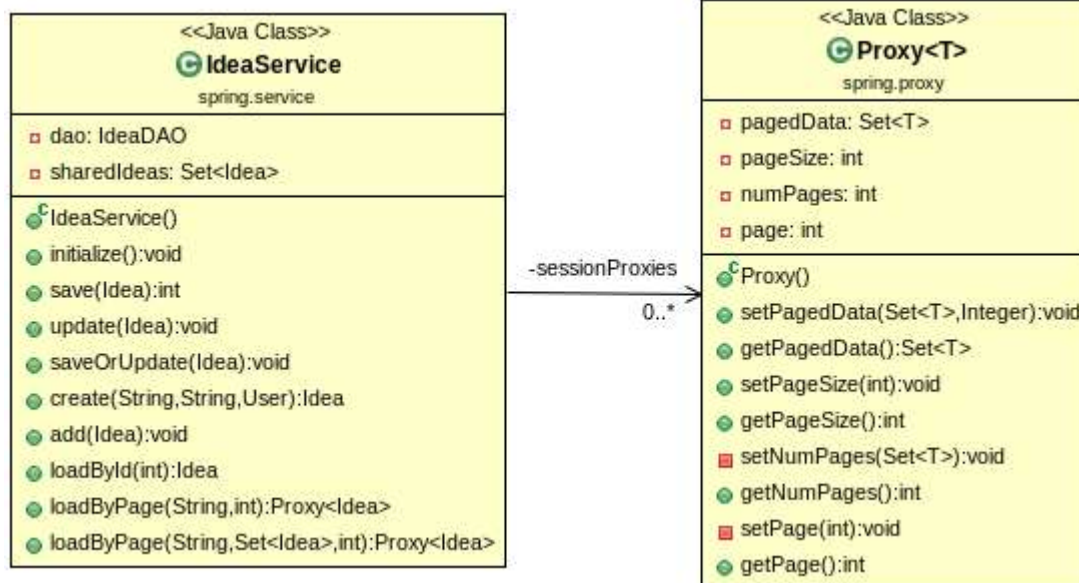 <<Java Class>>
IdeaService
spring.service
dao: IdeaDAO
sharedIdeas: Set<Idea>
IdeaService()
initialize():void
save(Idea):int
update(Idea):void
saveOrUpdate(Idea):void
create(String,String,User):Idea
add(Idea):void
loadById(int):Idea
loadByPage(String,int):Proxy<Idea>
loadByPage(String,Set<Idea>,int):Proxy<Idea>
-sessionProxies
0..*
<<Java Class>>
Proxy<T>
spring.proxy
pagedData: Set<T>
pageSize: int
numPages: int
page: int
Proxy()
setPagedData(Set<T>,Integer):void
getPagedData():Set<T>
setPageSize(int):void
getPageSize():int
setNumPages(Set<T>):void
getNumPages():int
setPage(int):void
getPage():int